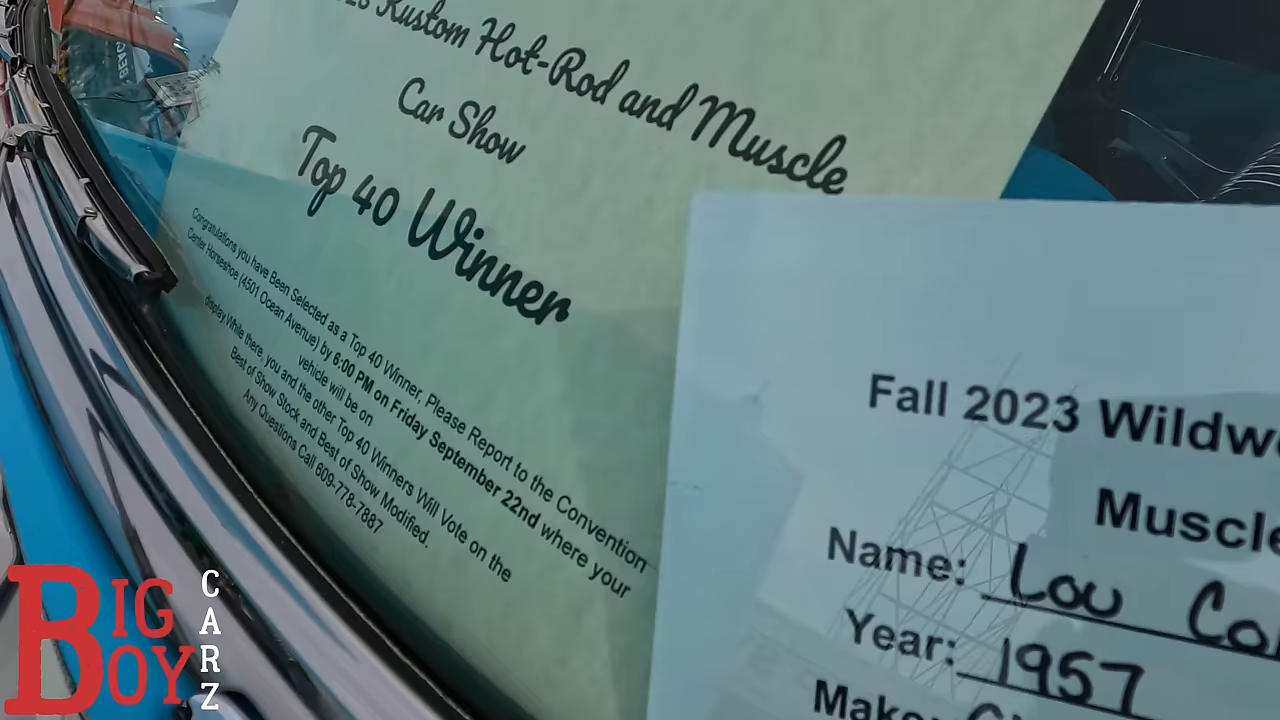 Kustom Hot-Rod and Muscle
Car Show
Top 40 Winner
Congratulations you have Been Selected as a Top 40 Winner, Please Report to the Convention
Center Horseshoe (4501 Ocean Avenue) by 6:00 PM on Friday September 22nd where your
vehicle will be on
display.While there, you and the other Top 40 Winners Will Vote on the
Best of Show Stock and Best of Show Modified.
Any Questions Call 609-778-7887
Fall 2023 Wildw
Muscle
Name: Lou Co
Year: 1957
Make:
BIG BOY CARZ